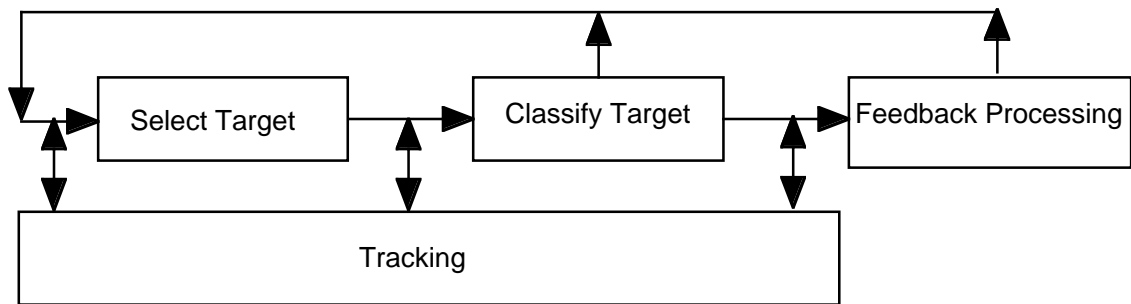 Select Target
Classify Target
Feedback Processing
Tracking